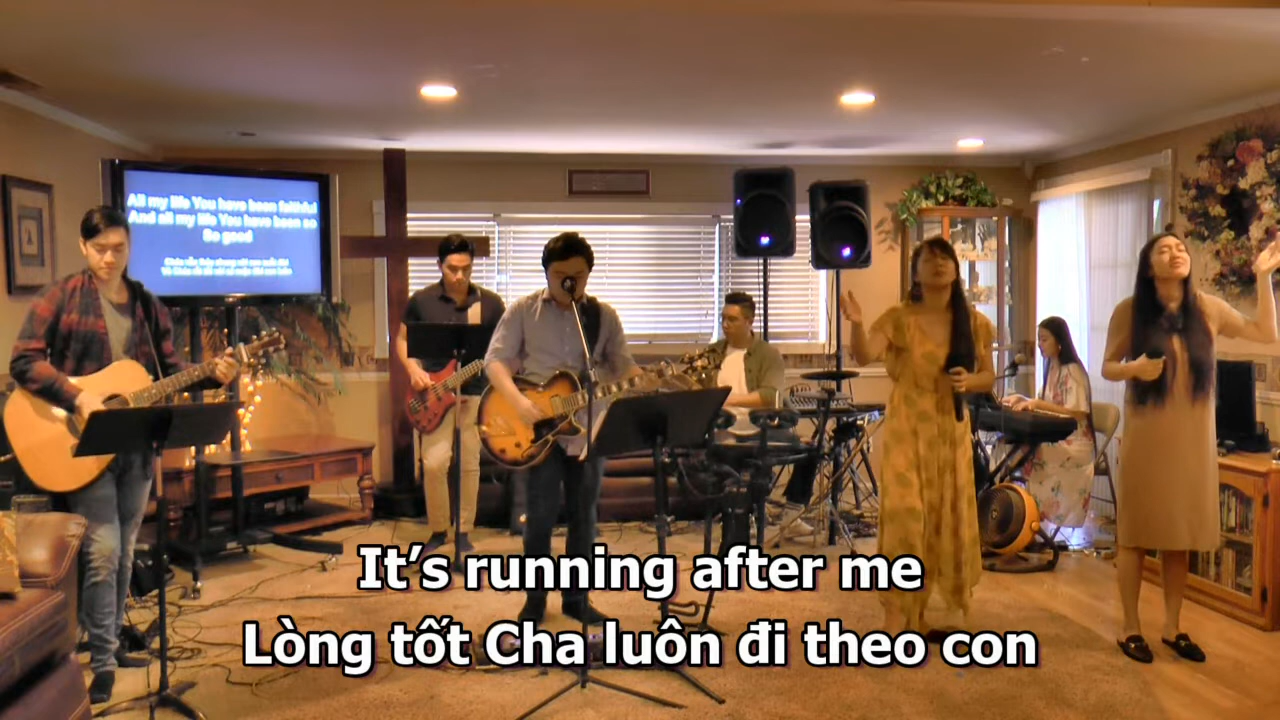 All my life You have been faithful
And all my life You have been so
So good
It's running after me
Lòng tốt Cha luôn đi theo con